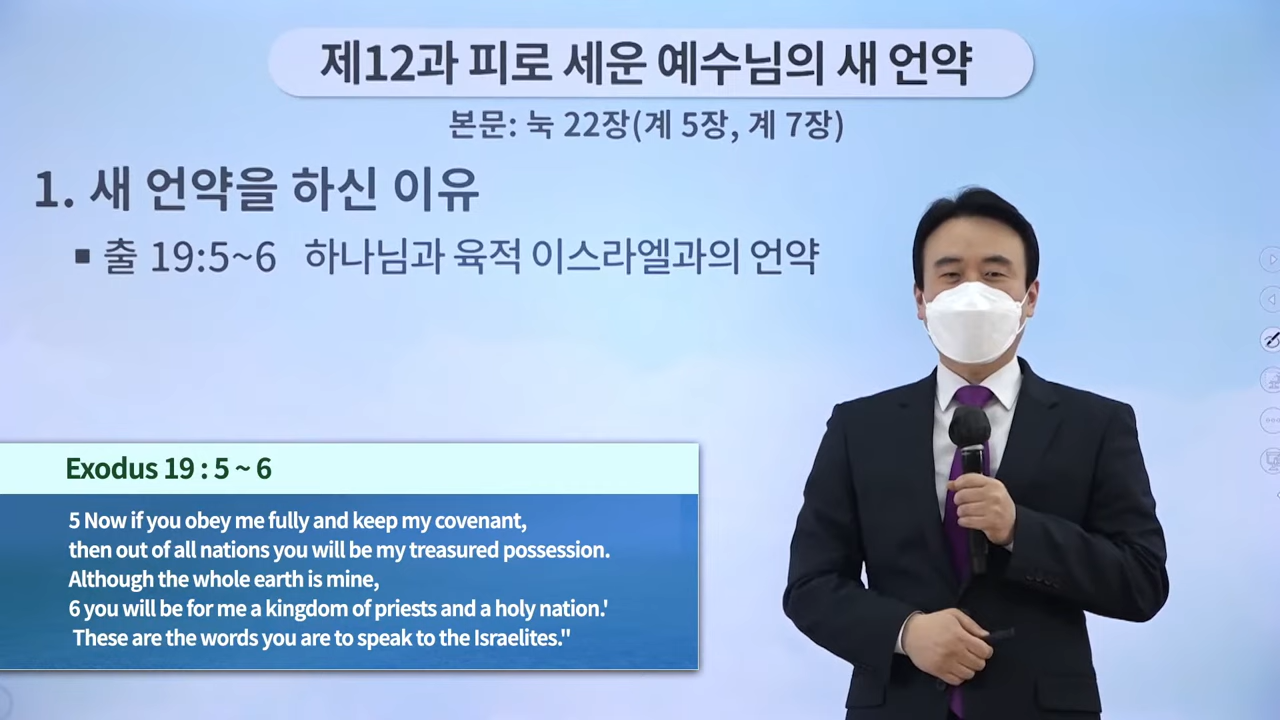 제12과 피로 세운 예수님의 새 언약
본문: 눅 22장(계 5장, 계 7장)
1. 새 언약을 하신 이유
▪ 출 19:5~6 하나님과 육적 이스라엘과의 언약
Exodus 19 : 5 ~ 6
5 Now if you obey me fully and keep my covenant,
then out of all nations you will be my treasured possession.
Although the whole earth is mine,
6 you will be for me a kingdom of priests and a holy nation.'
These are the words you are to speak to the Israelites."